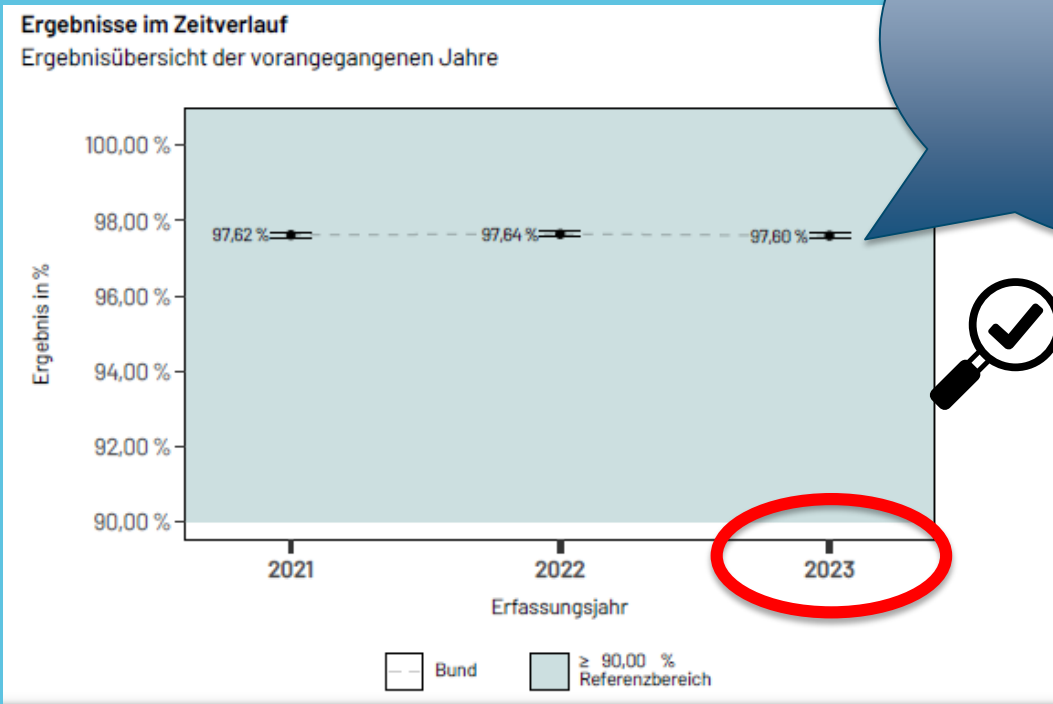 Ergebnisse im Zeitverlauf
Ergebnisübersicht der vorangegangenen Jahre
100,00 %
98,00 %
96,00 %
94,00 %
92,00 %
90,00 %
Ergebnis in %
97,62 %
97,64 %
97,60 %
2021
2022
2023
Erfassungsjahr
Bund
≥ 90,00 %
Referenzbereich